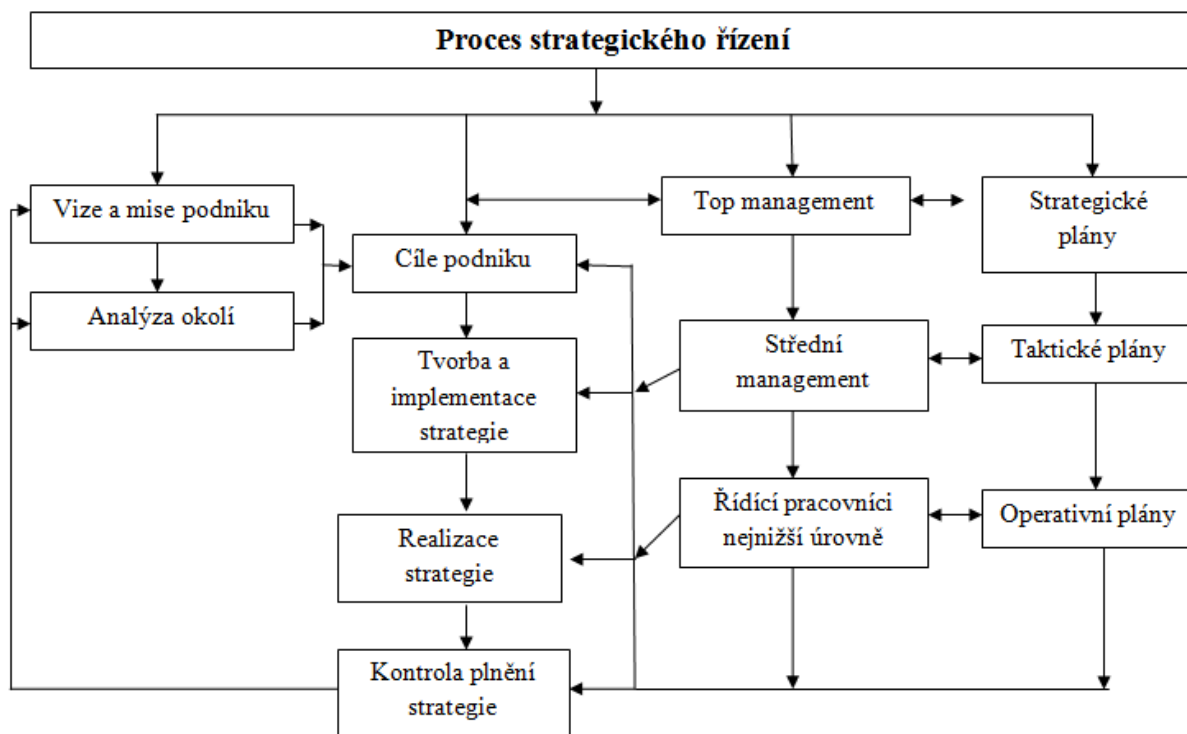 Proces strategického řízení
Vize a mise podniku
Top management
Strategické
plány
Cíle podniku
Analýza okolí
Tvorba a
implementace
strategie
Střední
management
Taktické plány
Realizace
strategie
Řídící pracovníci
nejnižší úrovně
Operativní plány
Kontrola plnění
strategie